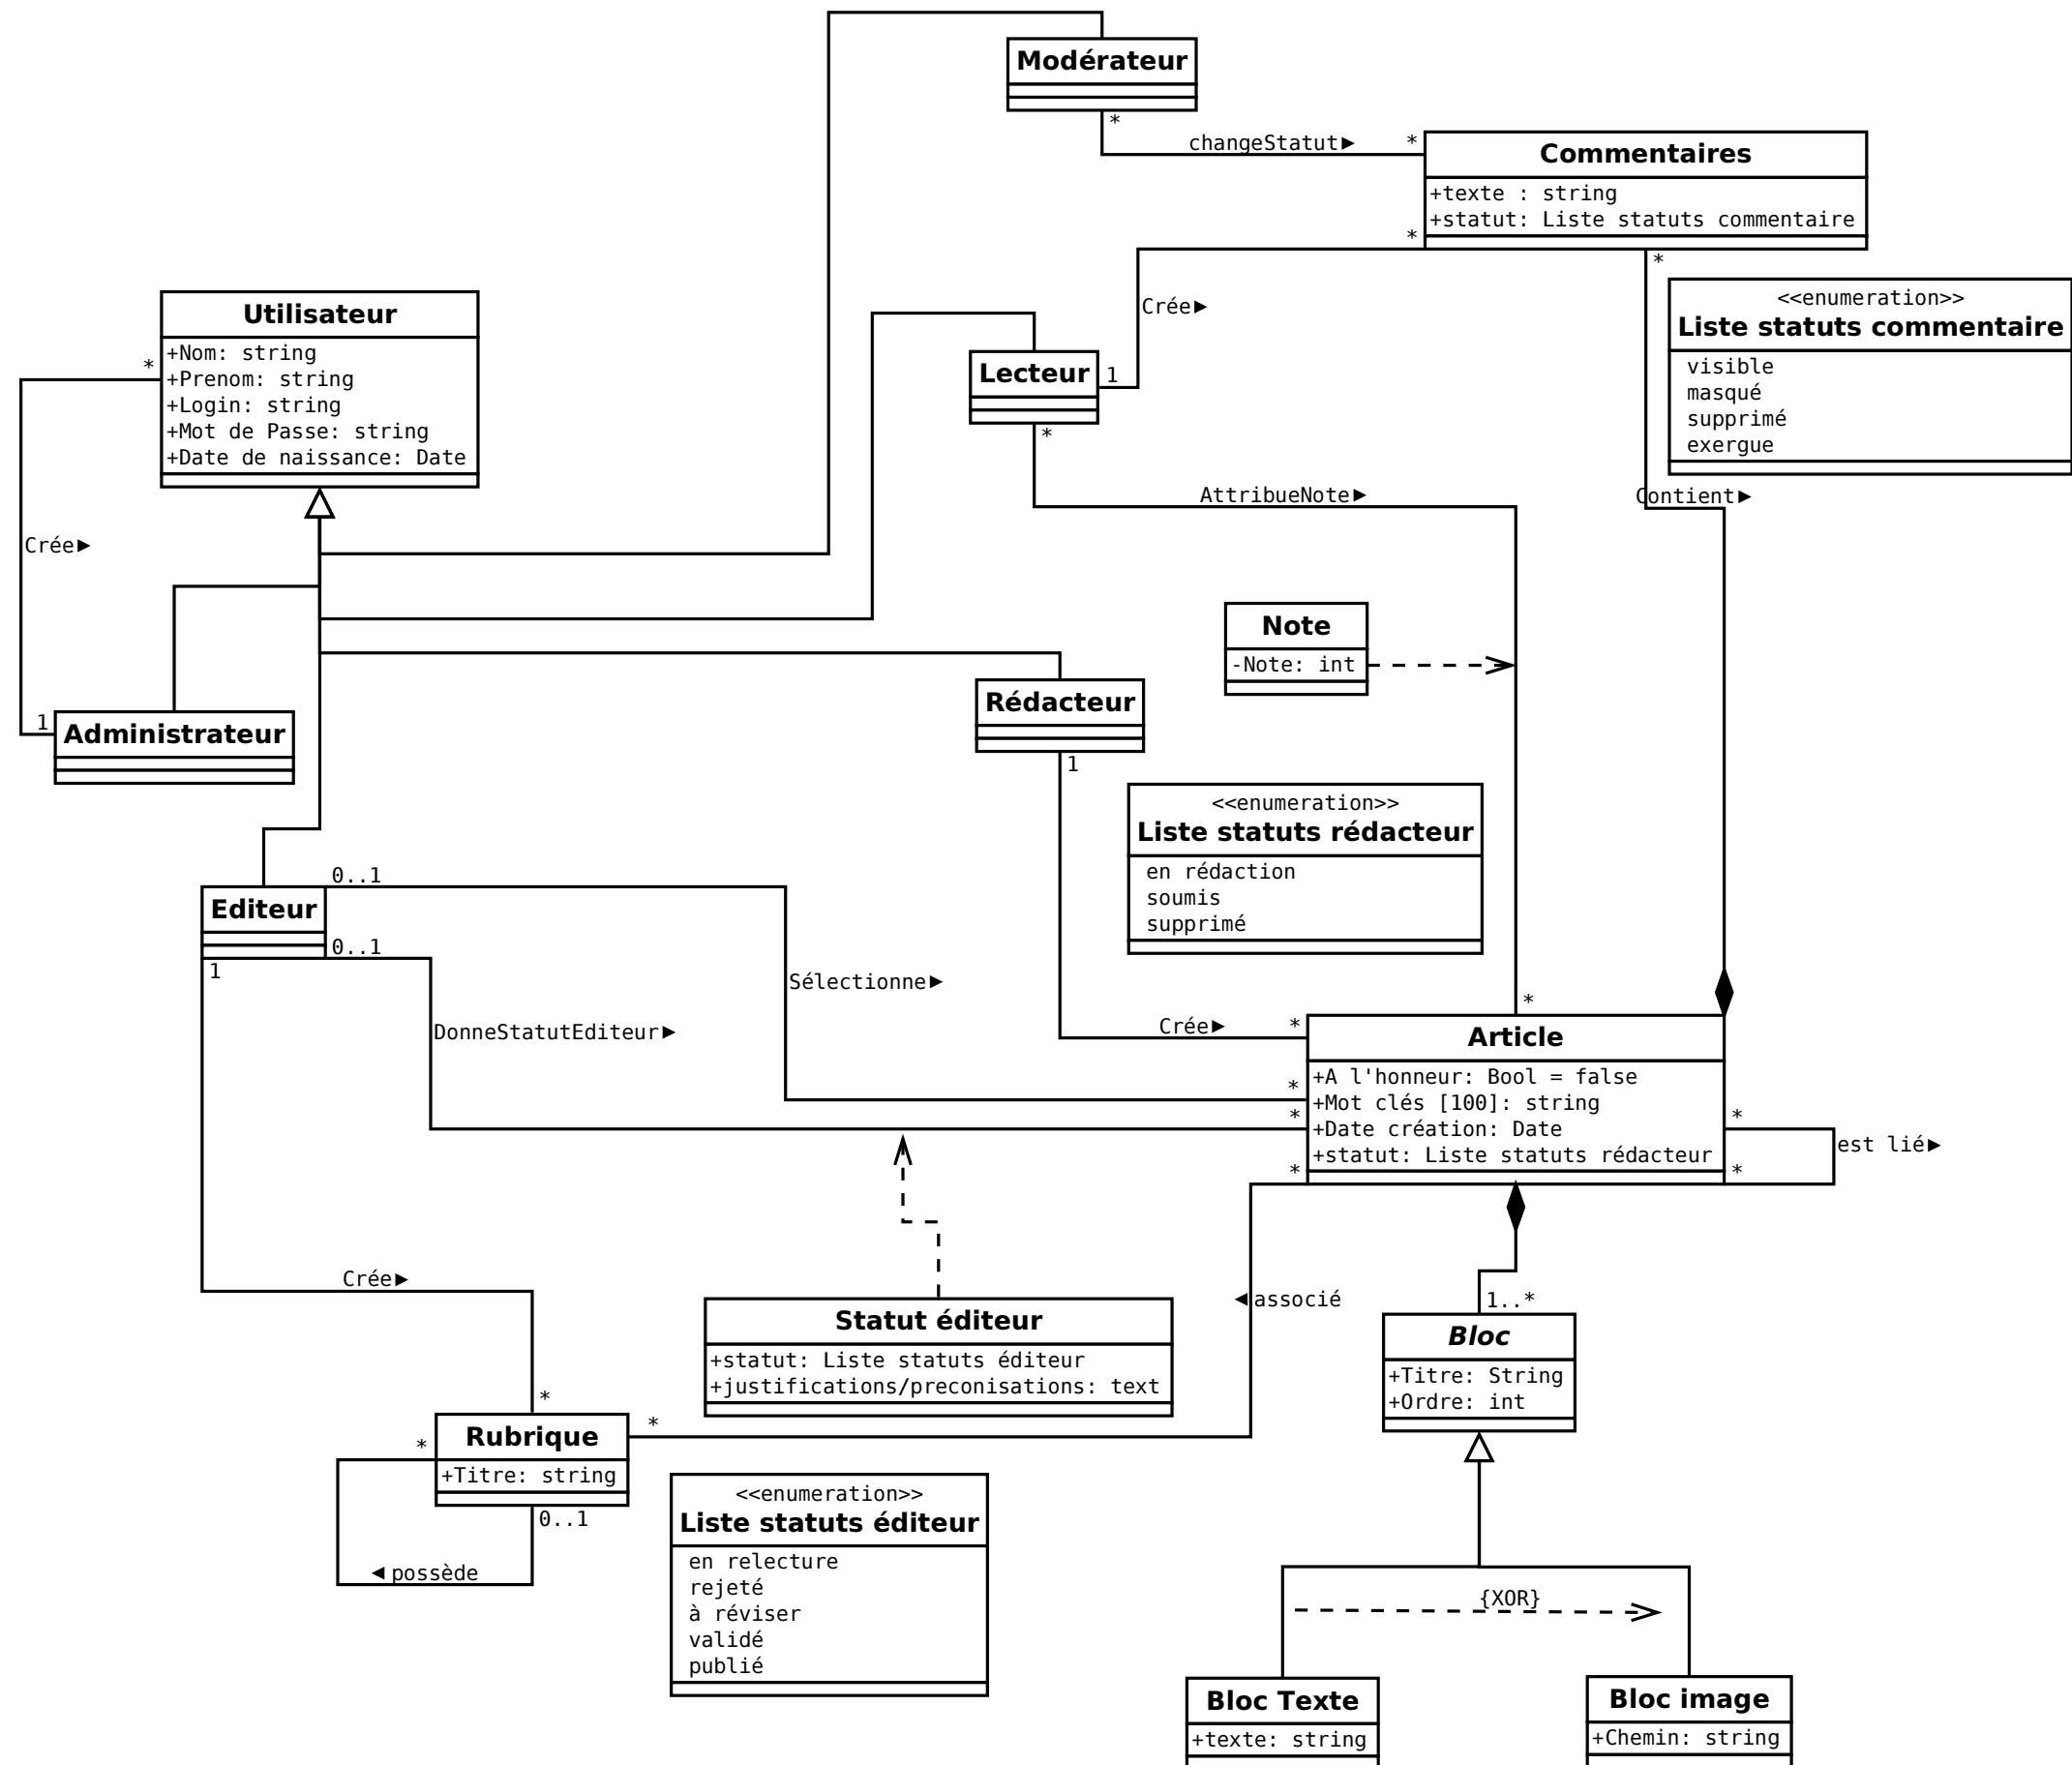 Modérateur
*
changeStatut►
*
Commentaires
+texte : string
+statut: Liste statuts commentaire
*
*
<<enumeration>>
Liste statuts commentaire
visible
masqué
supprimé
exergue
Utilisateur
+Nom: string
+Prenom: string
+Login: string
+Mot de Passe: string
+Date de naissance: Date
*
Crée►
Lecteur
1
*
Crée►
AttribueNote►
Contient►
Note
-Note: int
Rédacteur
1
1
Administrateur
<<enumeration>>
Liste statuts rédacteur
en rédaction
soumis
supprimé
0..1
Editeur
0..1
1
Sélectionne►
DonneStatutEditeur►
*
Crée►
*
Article
+A l'honneur: Bool = false
+Mot clés [100]: string
+Date création: Date
+statut: Liste statuts rédacteur
*
*
*
*
*
est lié►
Crée►
◄associé
1..*
Bloc
+Titre: String
+Ordre: int
Statut éditeur
+statut: Liste statuts éditeur
+justifications/preconisations: text
*
*
*
Rubrique
+Titre: string
0..1
◄possède
<<enumeration>>
Liste statuts éditeur
en relecture
rejeté
à réviser
validé
publié
{XOR}
Bloc Texte
+texte: string
Bloc image
+Chemin: string